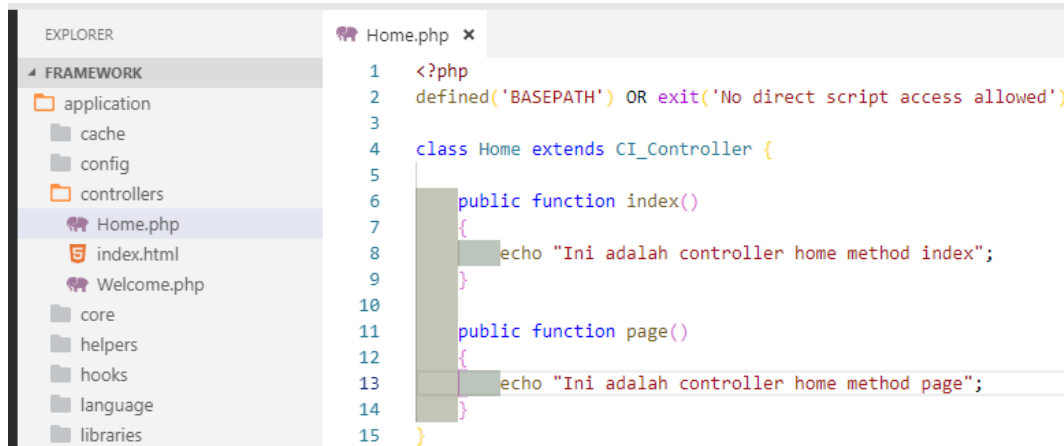 EXPLORER
FRAMEWORK
application
cache
config
controllers
Home.php
index.html
Welcome.php
core
helpers
hooks
language
libraries
Home.php ×
1 <?php
2 defined('BASEPATH') OR exit('No direct script access allowed')
3
4 class Home extends CI_Controller {
5
6 public function index()
7 {
8 echo "Ini adalah controller home method index";
9 }
10
11 public function page()
12 {
13 echo "Ini adalah controller home method page";
14 }
15 }